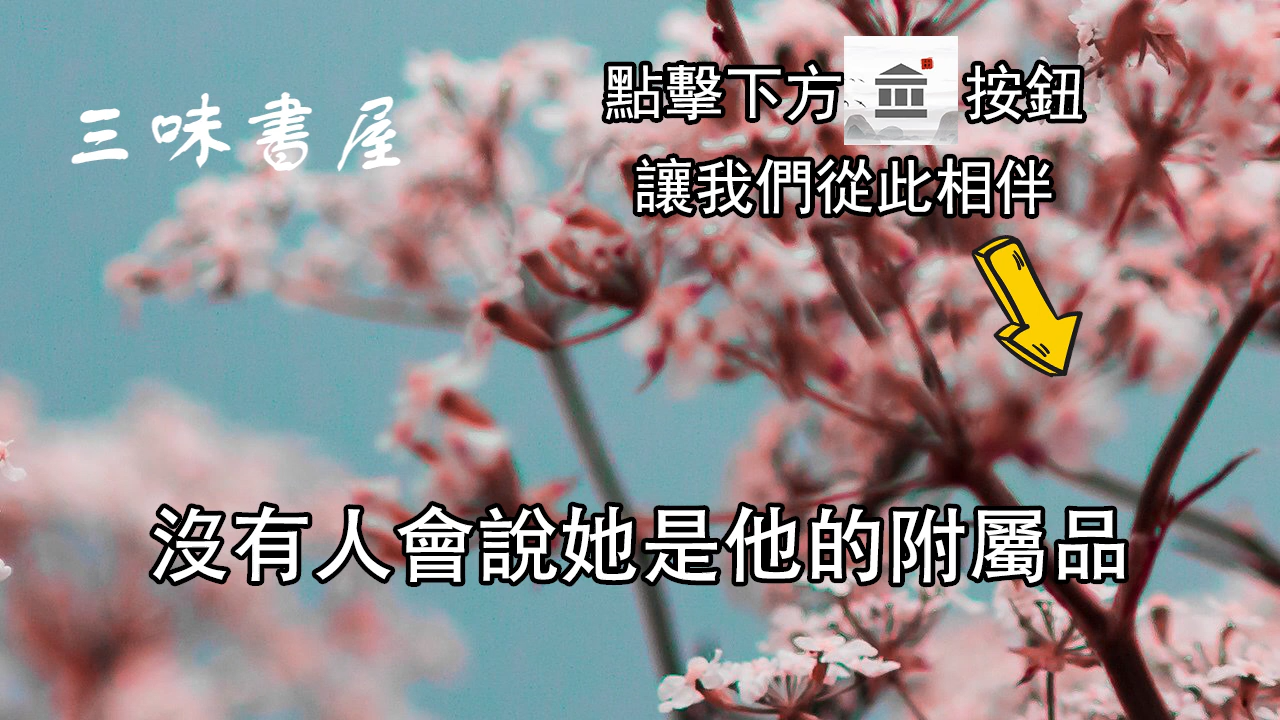 三味書屋
點擊下方 按鈕
讓我們從此相伴
沒有人會說她是他的附屬品